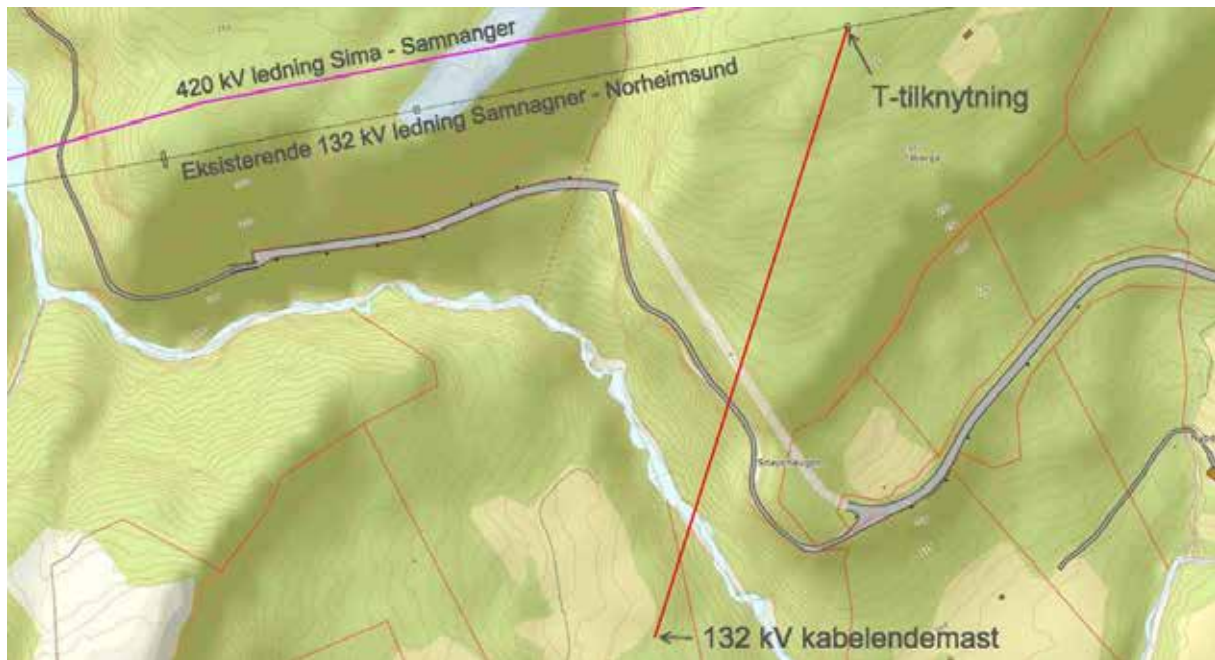 420 kV ledning Sima - Samnanger
T-tilknytning
Eksisterende 132 kV ledning Samnagner - Norheimsund
132 kV kabelendemast